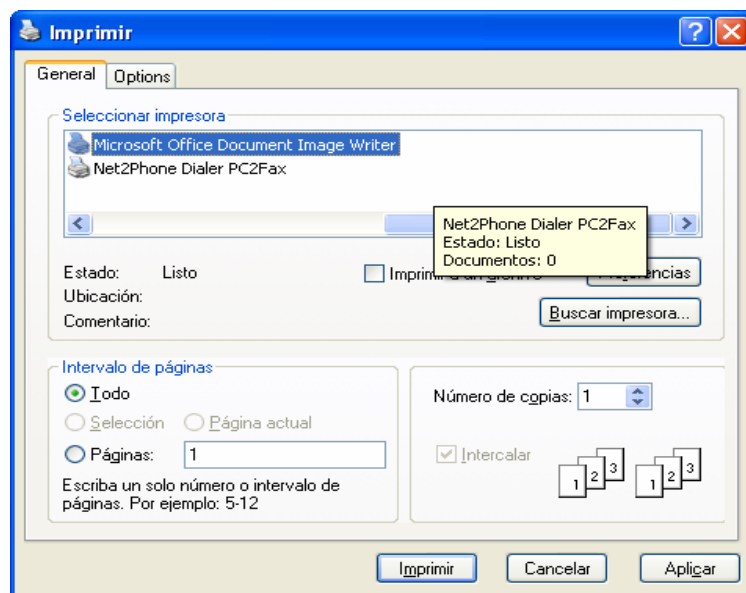 Imprimir
General
Options
Seleccionar impresora
Microsoft Office Document Image Writer
Net2Phone Dialer PC2Fax
Net2Phone Dialer PC2Fax
Estado: Listo
Documentos: 0
Estado: Listo
Imprimir
Ubicación:
Comentario:
Buscar impresora...
Intervalo de páginas
Todo
Selección
Página actual
Páginas: 1
Escriba un solo número o intervalo de
páginas. Por ejemplo: 5-12
Número de copias: 1
Intercalar
1 2 3 1 2 3
Imprimir
Cancelar
Aplicar